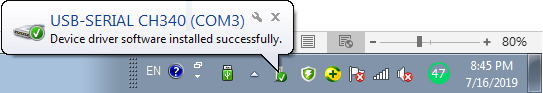 USB-SERIAL CH340 (COM3)
Device driver software installed successfully.
80%
EN
47
8:45 PM
7/16/2019